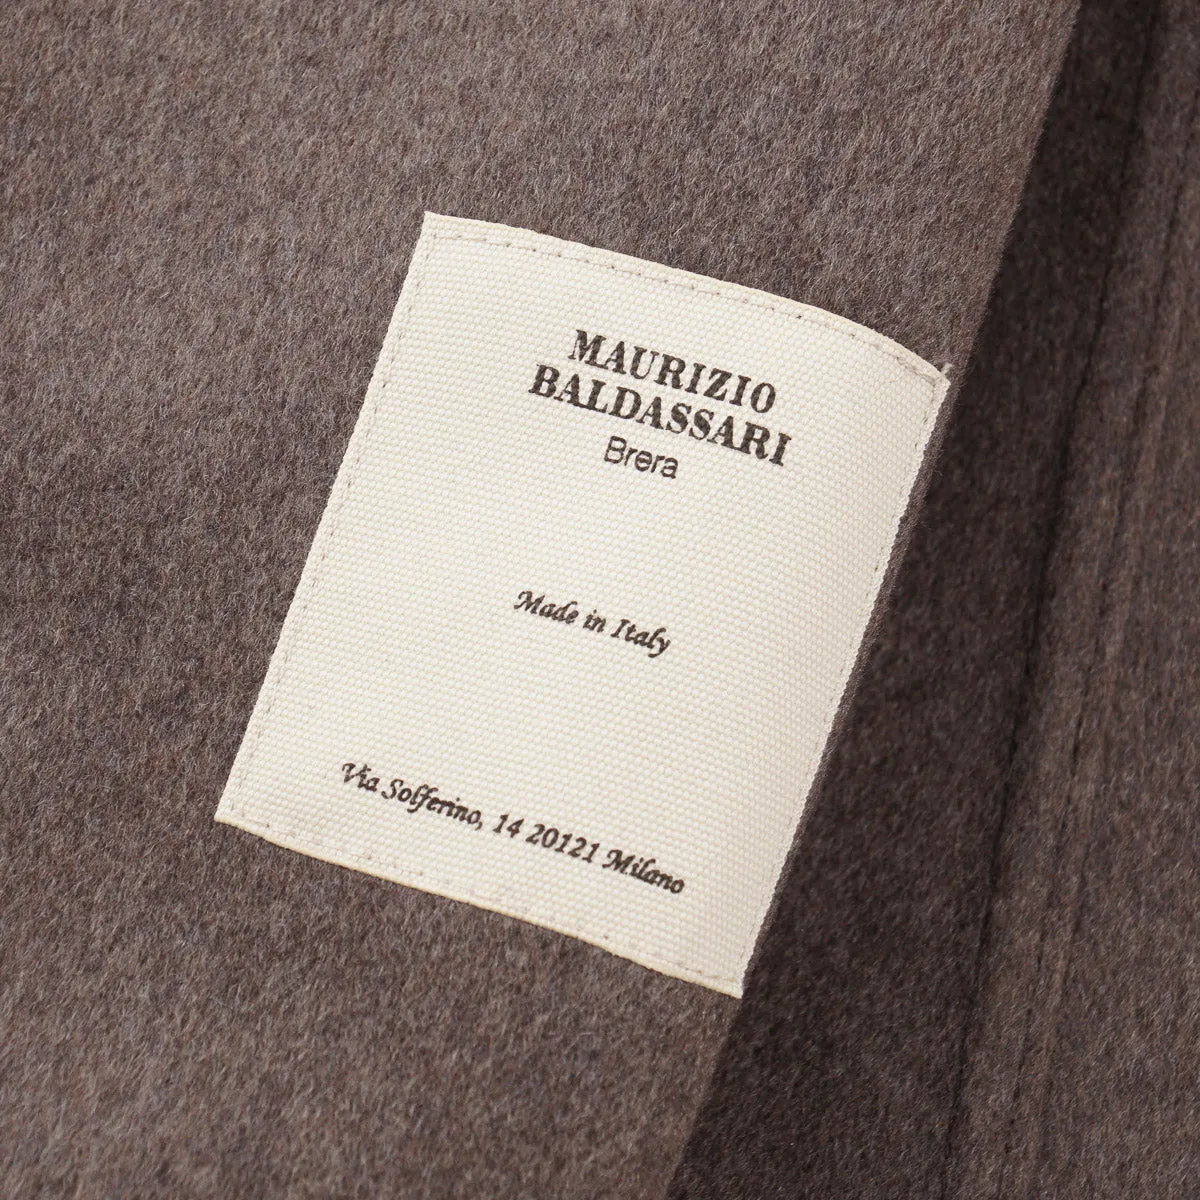 MAURIZIO
BALDASSARI
Brera
Made in Italy
Via Solferino, 14 20121 Milano